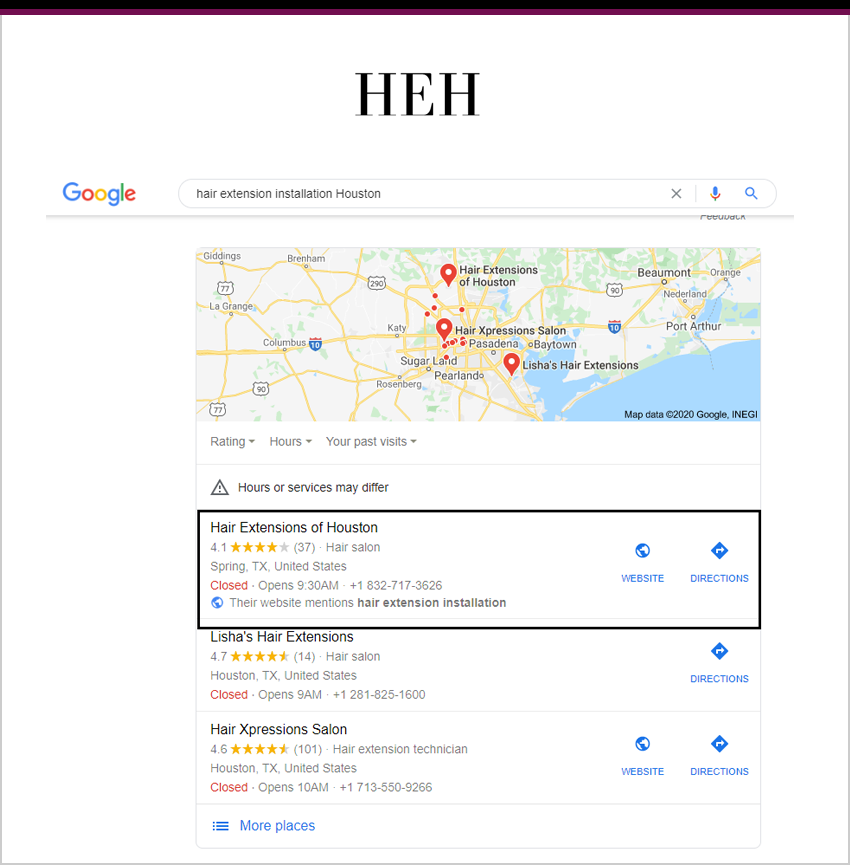 HEH
Google
hair extension installation Houston
Feedback
Giddings
Brenham
290
Hair Extensions
of Houston
Beaumont
Orange
77
90
Nederland
La Grange
Katy
Hair Xpressions Salon
10
Port Arthur
Columbus
10
Pasadena
Baytown
Sugar Land
Lisha's Hair Extensions
Pearland
Rosenberg
90
77
Map data ©2020 Google, INEGI
Rating Hours Your past visits
Hours or services may differ
Hair Extensions of Houston
4.1 (37) · Hair salon
Spring, TX, United States
Closed · Opens 9:30AM · +1 832-717-3626
Their website mentions hair extension installation
WEBSITE DIRECTIONS
Lisha's Hair Extensions
4.7 (14) · Hair salon
Houston, TX, United States
Closed · Opens 9AM · +1 281-825-1600
DIRECTIONS
Hair Xpressions Salon
4.6 (101) · Hair extension technician
Houston, TX, United States
Closed · Opens 10AM · +1 713-550-9266
WEBSITE DIRECTIONS
More places